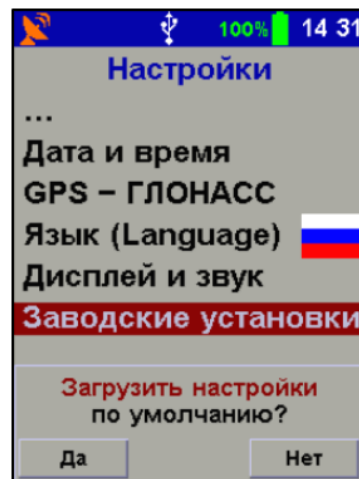 100% 14 31
Настройки
...
Дата и время
GPS – ГЛОНАСС
Язык (Language)
Дисплей и звук
Заводские установки
Загрузить настройки
по умолчанию?
Да Нет